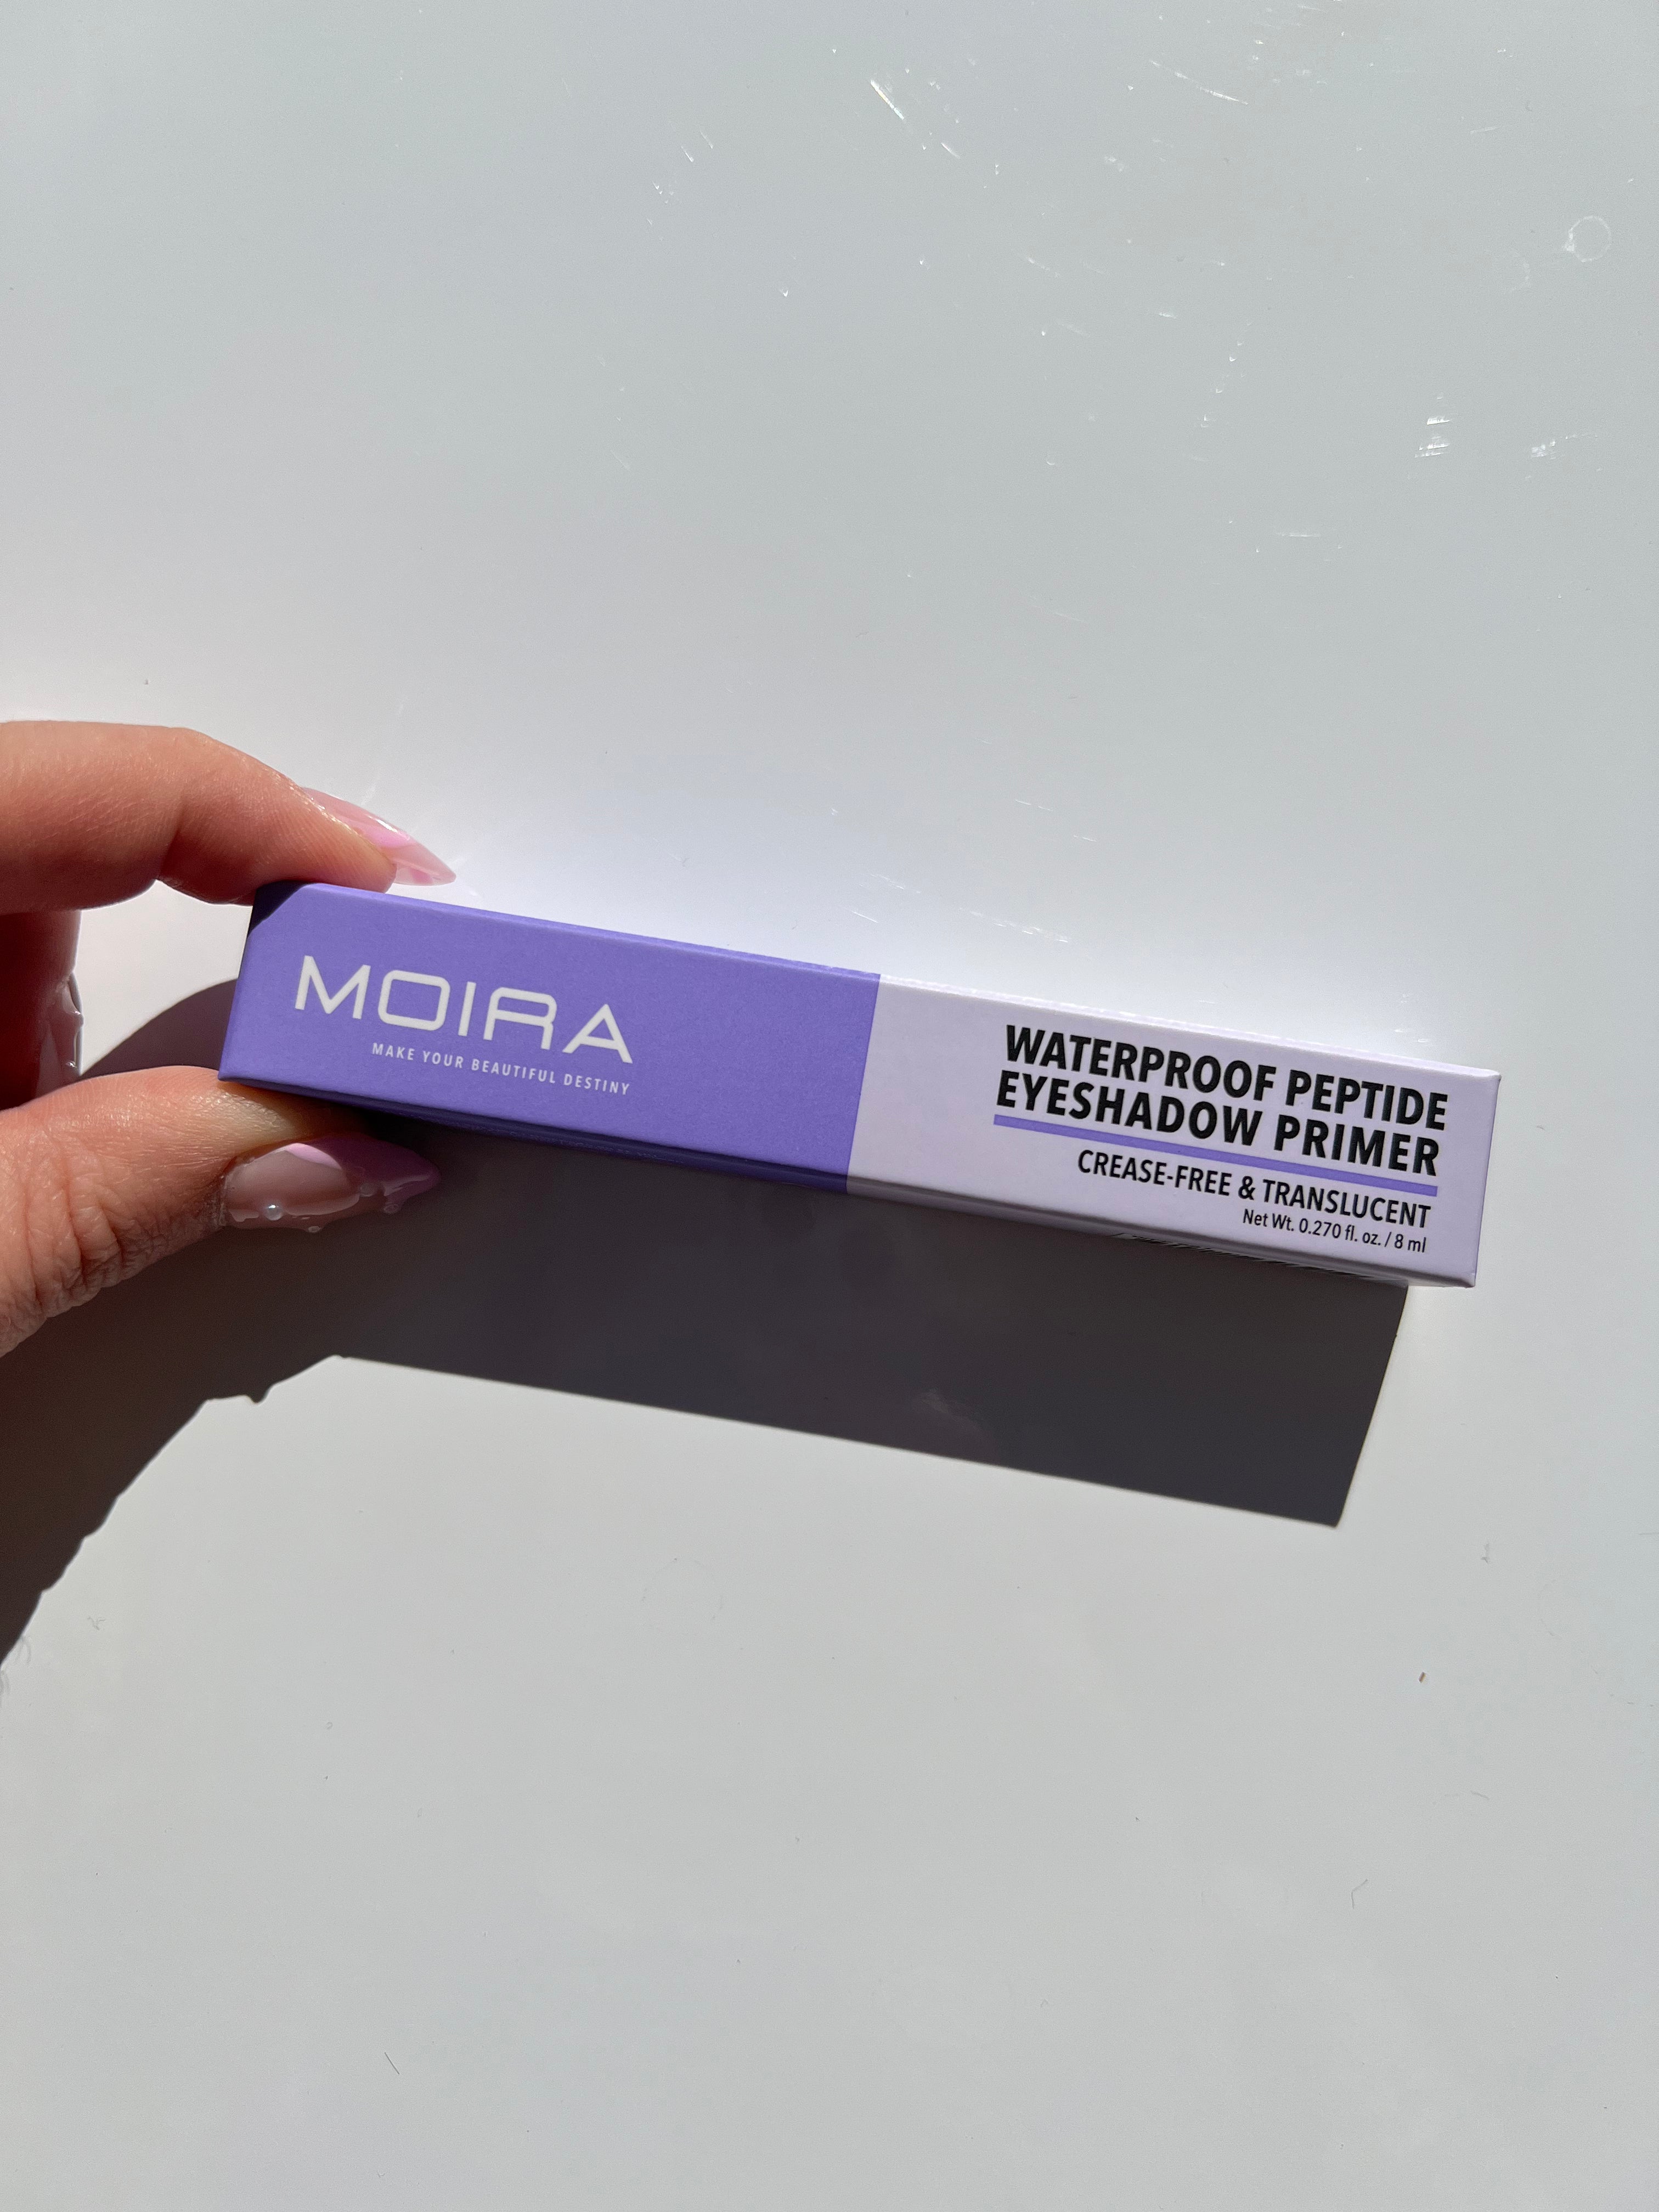 MOIRA
MAKE YOUR BEAUTIFUL DESTINY
WATERPROOF PEPTIDE
EYESHADOW PRIMER
CREASE-FREE & TRANSLUCENT
Net Wt. 0.270 fl. oz. / 8 ml